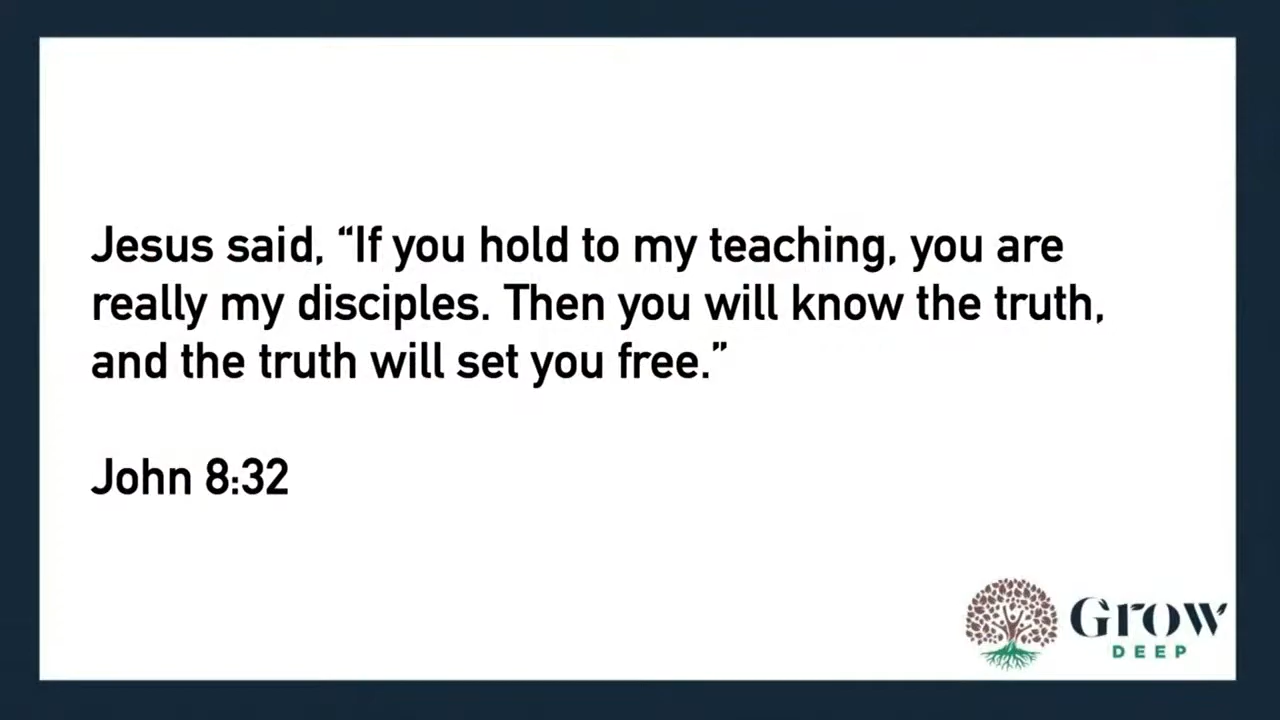 Jesus said, “If you hold to my teaching, you are
really my disciples. Then you will know the truth,
and the truth will set you free.”
John 8:32
Grow
DEEP